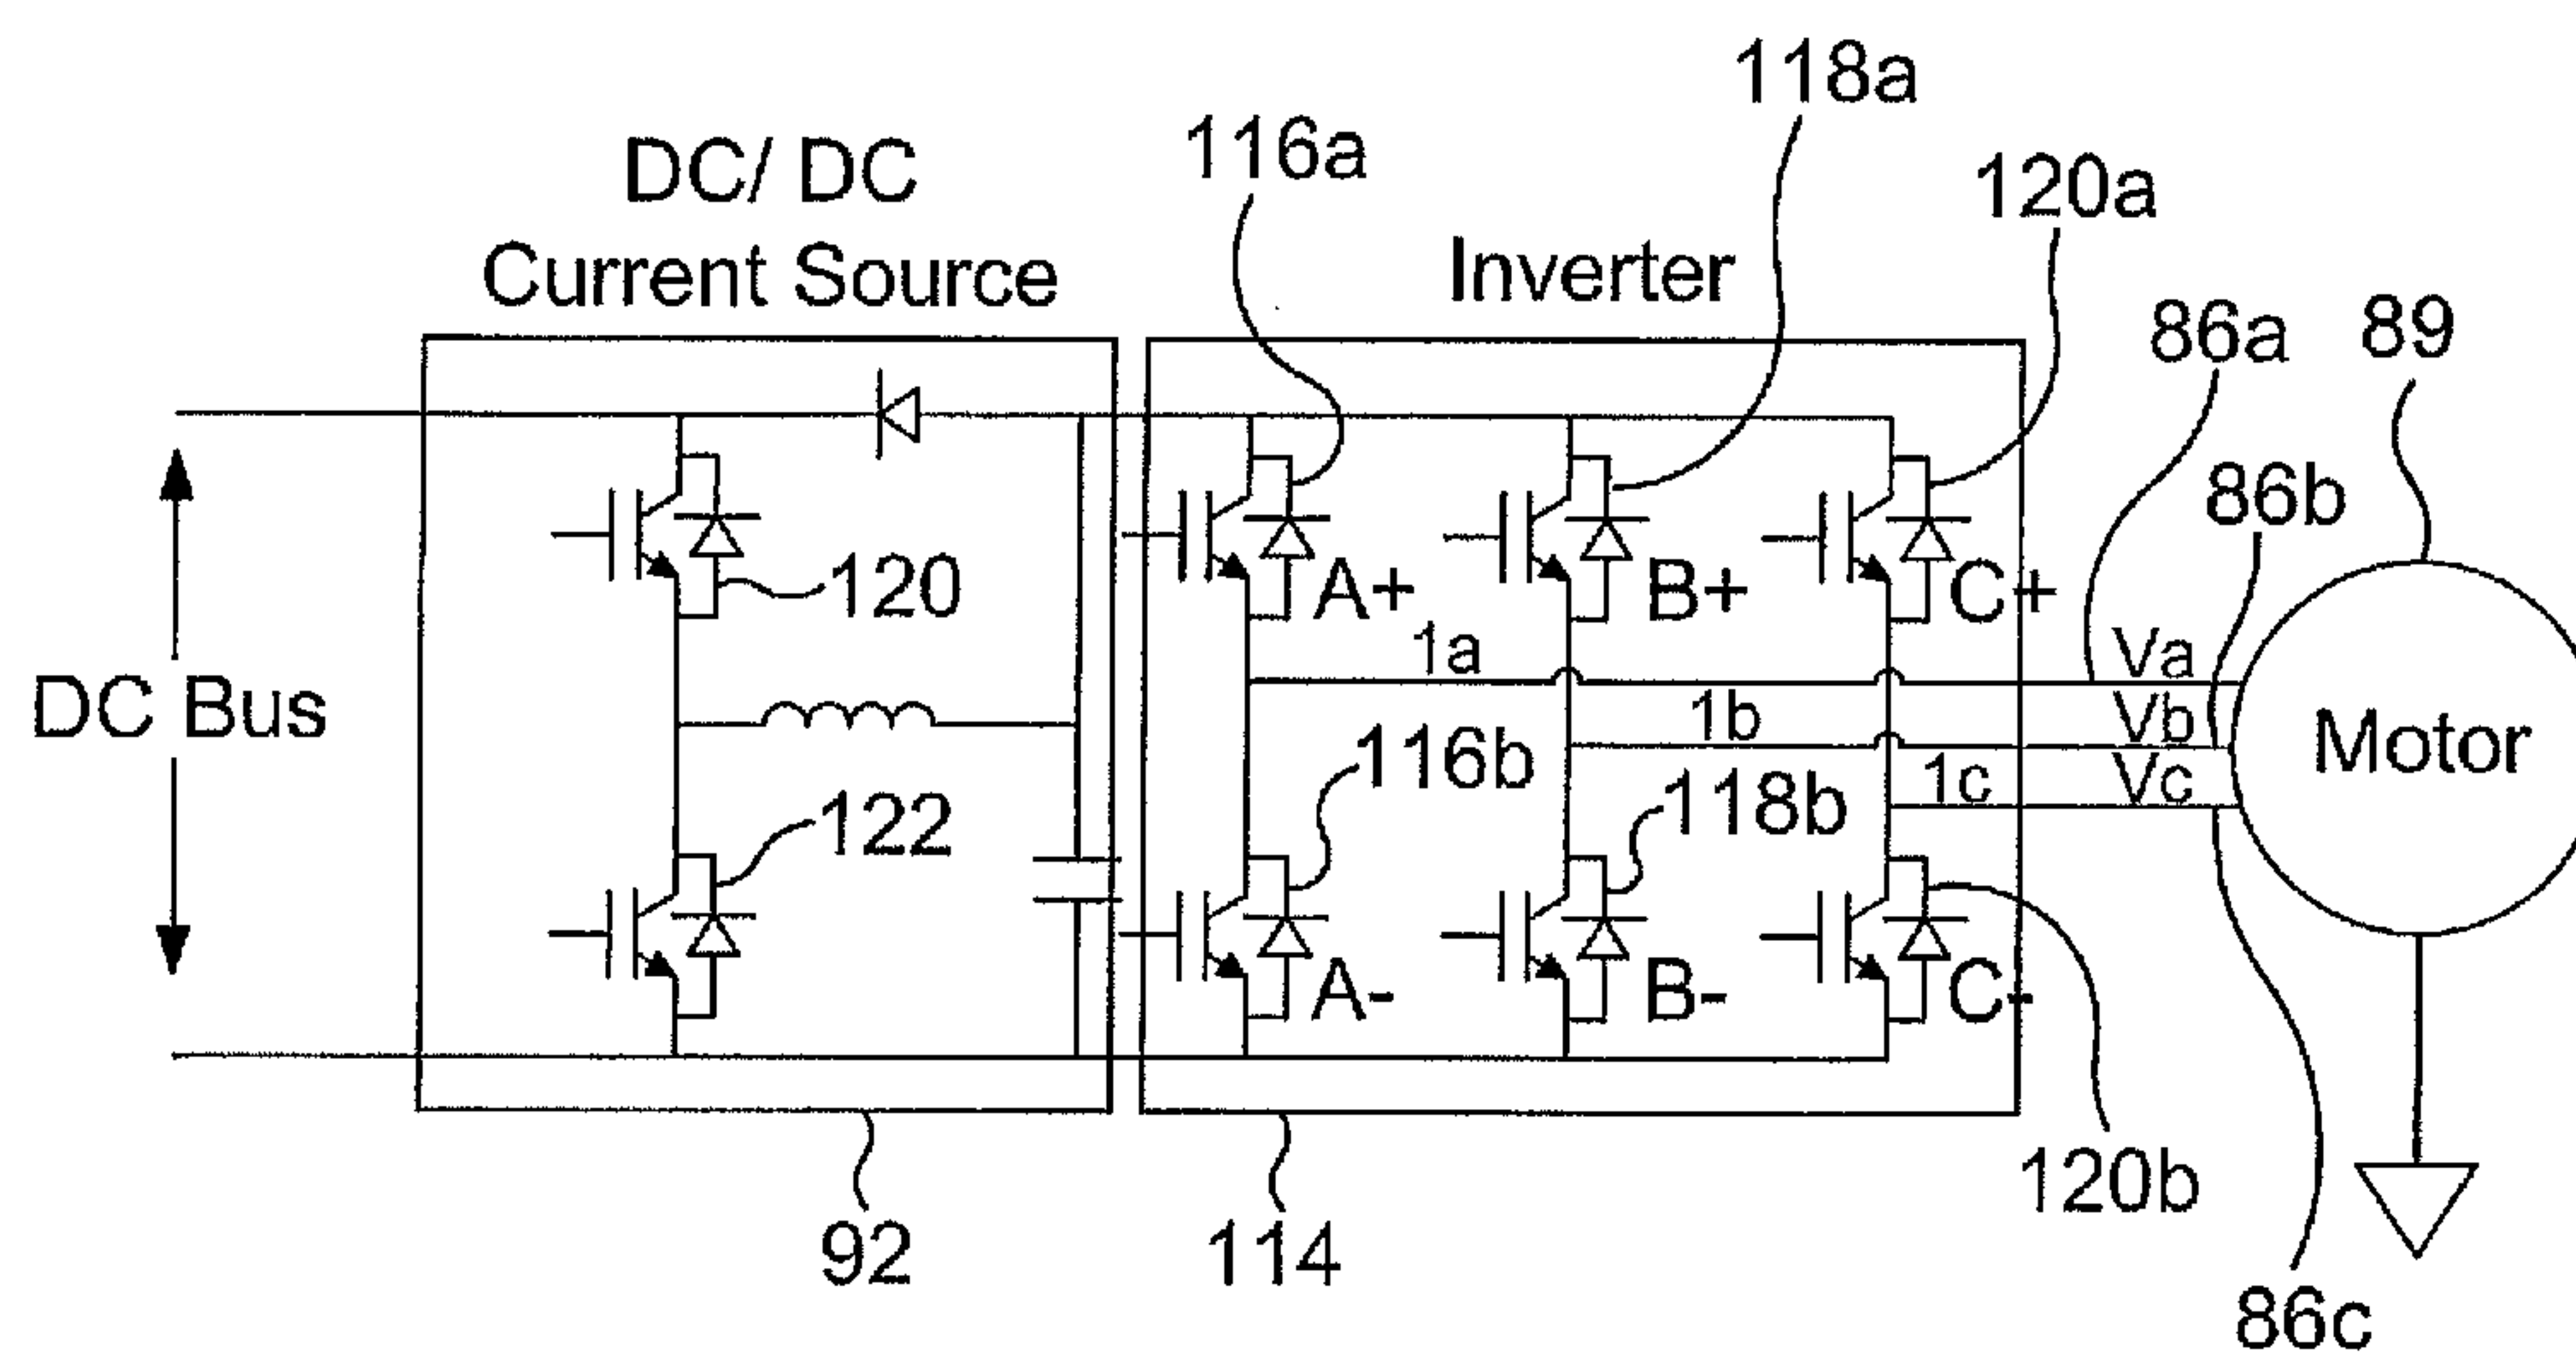 118a
116a
120a
DC/ DC
Current Source
Inverter
86a
89
86b
120
A+
B+
C+
1a
Va
DC Bus
1b
Vb
Motor
116b
118b
1c
Vc
122
A-
B-
C-
120b
92
114
86c